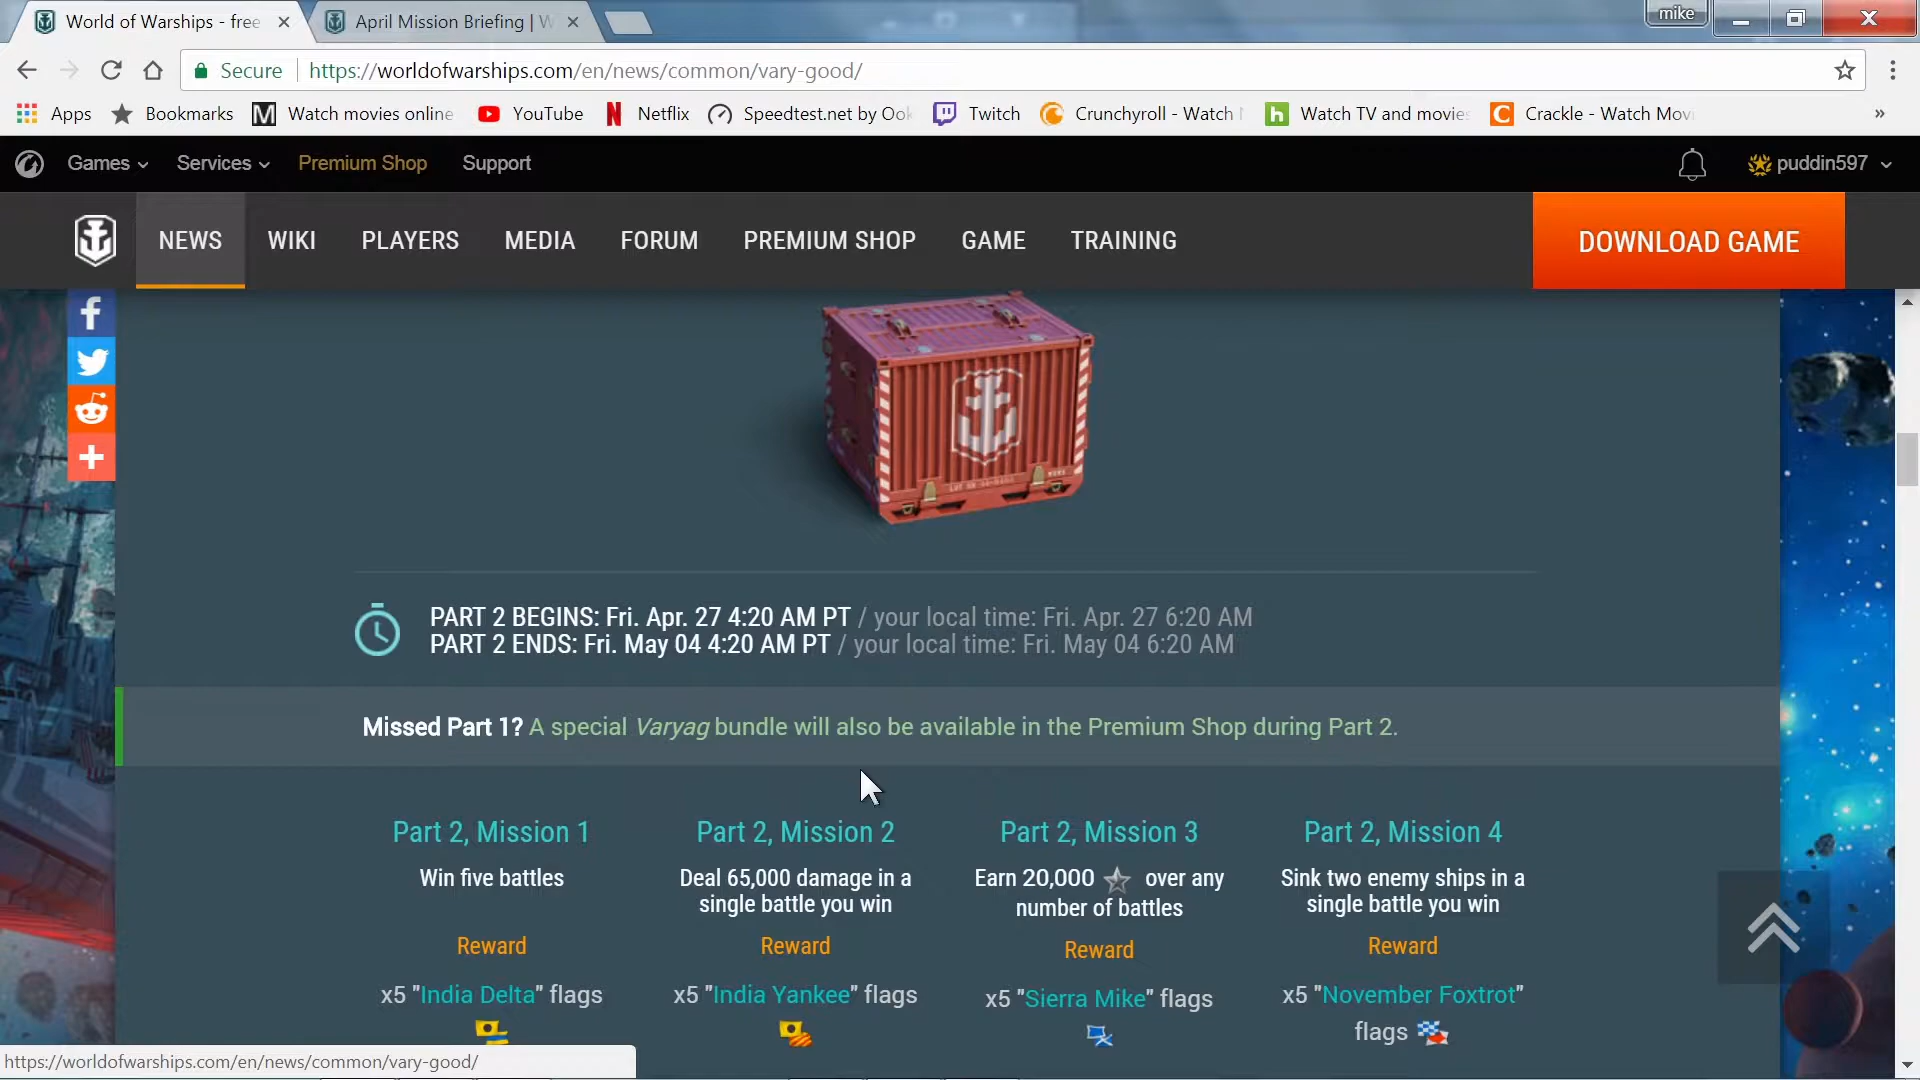 World of Warships - free
April Mission Briefing | W
mike
Secure
https://worldofwarships.com/en/news/common/vary-good/
Apps
Bookmarks
M
Watch movies online
YouTube
N
Netflix
Speedtest.net by Ook
Twitch
Crunchyroll - Watch
h
Watch TV and movies
C
Crackle - Watch Mov
»
Games
Services
Premium Shop
Support
puddin597
NEWS
WIKI
PLAYERS
MEDIA
FORUM
PREMIUM SHOP
GAME
TRAINING
DOWNLOAD GAME
PART 2 BEGINS: Fri. Apr. 27 4:20 AM PT / your local time: Fri. Apr. 27 6:20 AM
PART 2 ENDS: Fri. May 04 4:20 AM PT / your local time: Fri. May 04 6:20 AM
Missed Part 1? A special Varyag bundle will also be available in the Premium Shop during Part 2.
Part 2, Mission 1
Win five battles
Reward
x5 "India Delta" flags
Part 2, Mission 2
Deal 65,000 damage in a
single battle you win
Reward
x5 "India Yankee" flags
Part 2, Mission 3
Earn 20,000 over any
number of battles
Reward
x5 "Sierra Mike" flags
Part 2, Mission 4
Sink two enemy ships in a
single battle you win
Reward
x5 "November Foxtrot"
flags
https://worldofwarships.com/en/news/common/vary-good/